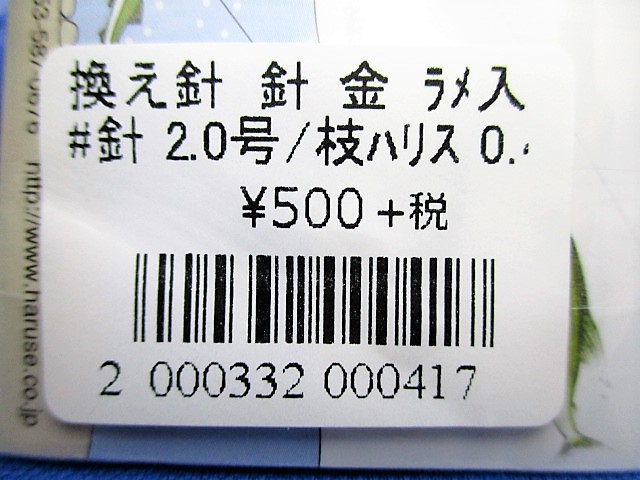 換え針 針 金 ラメ入
#針 2.0号/枝ハリス 0.
¥500+税
2 000332 000417
http://www.haruse.co.jp